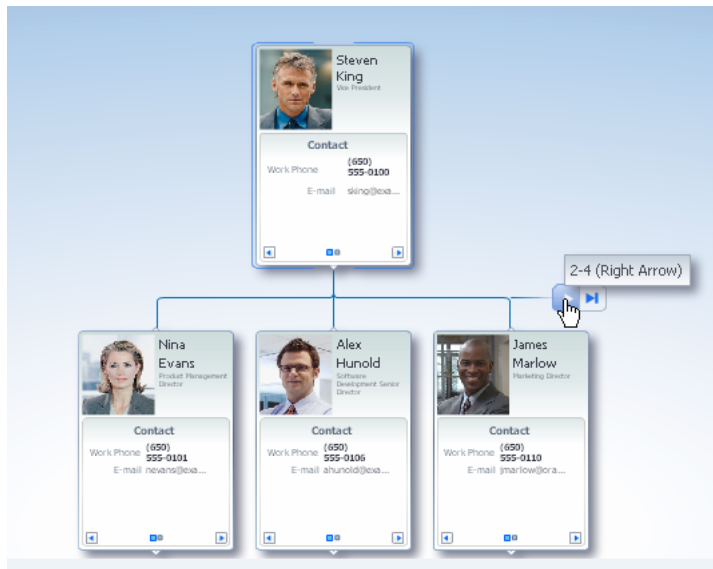 Steven
King
Vice President
Contact
Work Phone (650)
555-0100
E-mail sking@exa...
2-4 (Right Arrow)
Nina
Evans
Product Management
Director
Contact
Work Phone (650)
555-0101
E-mail nevans@exa...
Alex
Hunold
Software
Development Senior
Director
Contact
Work Phone (650)
555-0106
E-mail ahunold@exa...
James
Marlow
Marketing Director
Contact
Work Phone (650)
555-0110
E-mail jmarlow@ora...